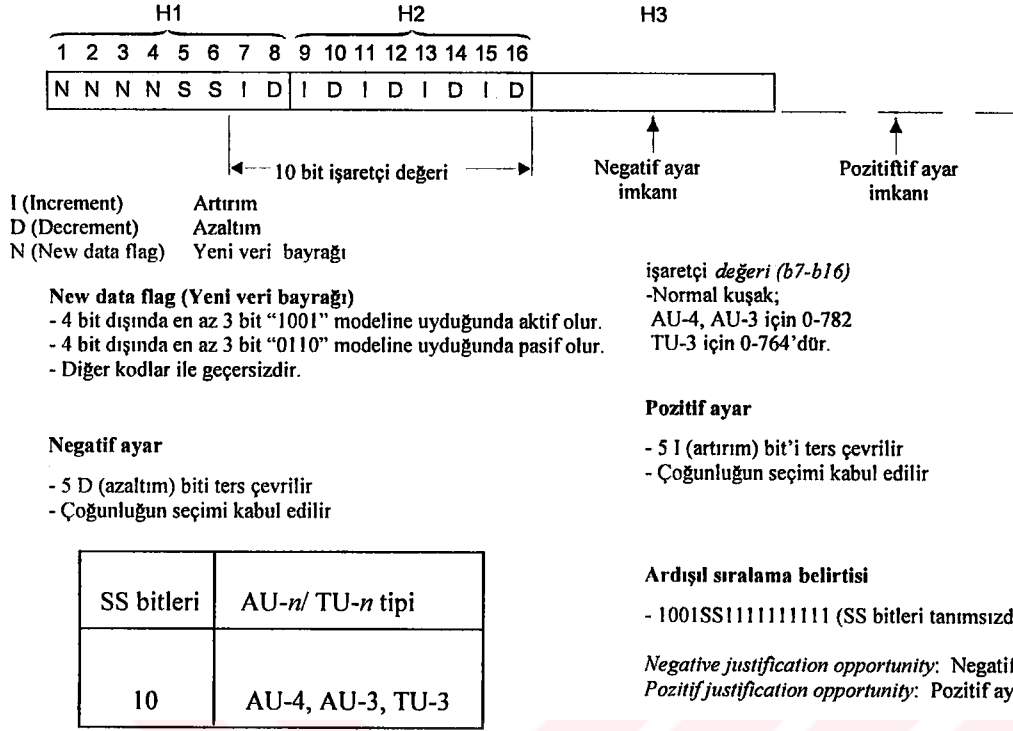 H1 H2 H3
1 2 3 4 5 6 7 8 9 10 11 12 13 14 15 16
N N N N S S I D I D I D I D I D
10 bit işaretçi değeri
Negatif ayar
imkanı
Pozitiftif ayar
imkanı
I (Increment) Artırım
D (Decrement) Azaltım
N (New data flag) Yeni veri bayrağı
New data flag (Yeni veri bayrağı)
- 4 bit dışında en az 3 bit “1001” modeline uyduğunda aktif olur.
- 4 bit dışında en az 3 bit “0110” modeline uyduğunda pasif olur.
- Diğer kodlar ile geçersizdir.
işaretçi değeri (b7-b16)
-Normal kuşak;
AU-4, AU-3 için 0-782
TU-3 için 0-764’dür.
Negatif ayar
- 5 D (azaltım) biti ters çevrilir
- Çoğunluğun seçimi kabul edilir
Pozitif ayar
- 5 I (artırım) bit’i ters çevrilir
- Çoğunluğun seçimi kabul edilir
SS bitleri AU-n/ TU-n tipi
10 AU-4, AU-3, TU-3
Ardışıl sıralama belirtisi
- 1001SS1111111111 (SS bitleri tanımsızd
Negative justification opportunity: Negatif
Pozitif justification opportunity: Pozitif ay